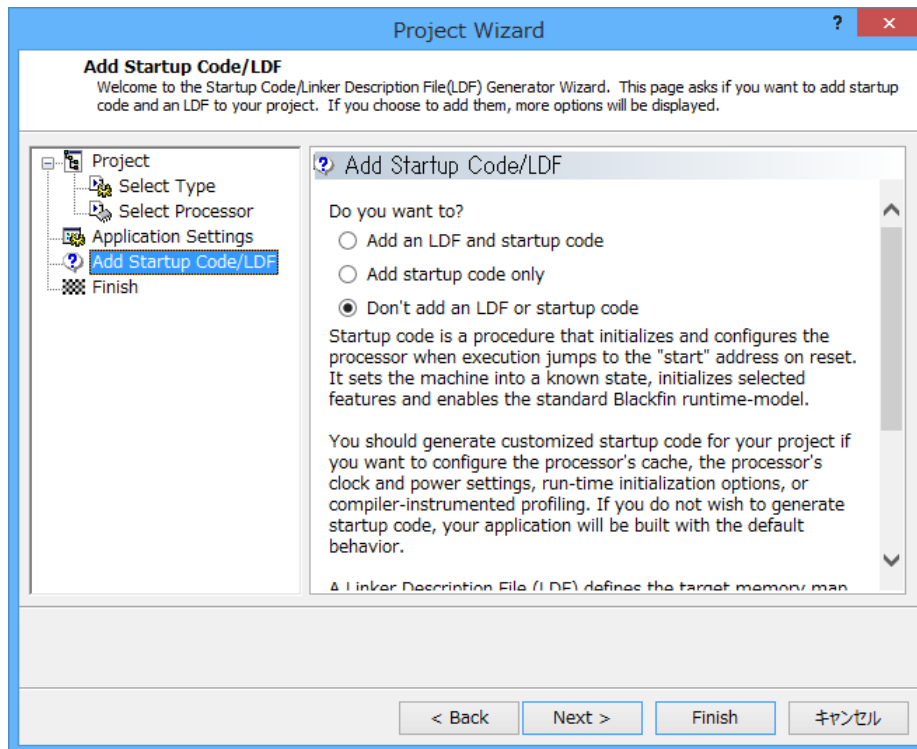 Project Wizard
?
×
Add Startup Code/LDF
Welcome to the Startup Code/Linker Description File(LDF) Generator Wizard. This page asks if you want to add startup
code and an LDF to your project. If you choose to add them, more options will be displayed.
Project
Select Type
Select Processor
Application Settings
Add Startup Code/LDF
Finish
Add Startup Code/LDF
Do you want to?
Add an LDF and startup code
Add startup code only
Don't add an LDF or startup code
Startup code is a procedure that initializes and configures the
processor when execution jumps to the "start" address on reset.
It sets the machine into a known state, initializes selected
features and enables the standard Blackfin runtime-model.
You should generate customized startup code for your project if
you want to configure the processor's cache, the processor's
clock and power settings, run-time initialization options, or
compiler-instrumented profiling. If you do not wish to generate
startup code, your application will be built with the default
behavior.
A Linker Description File (LDF) defines the target memory map
< Back
Next >
Finish
キャンセル